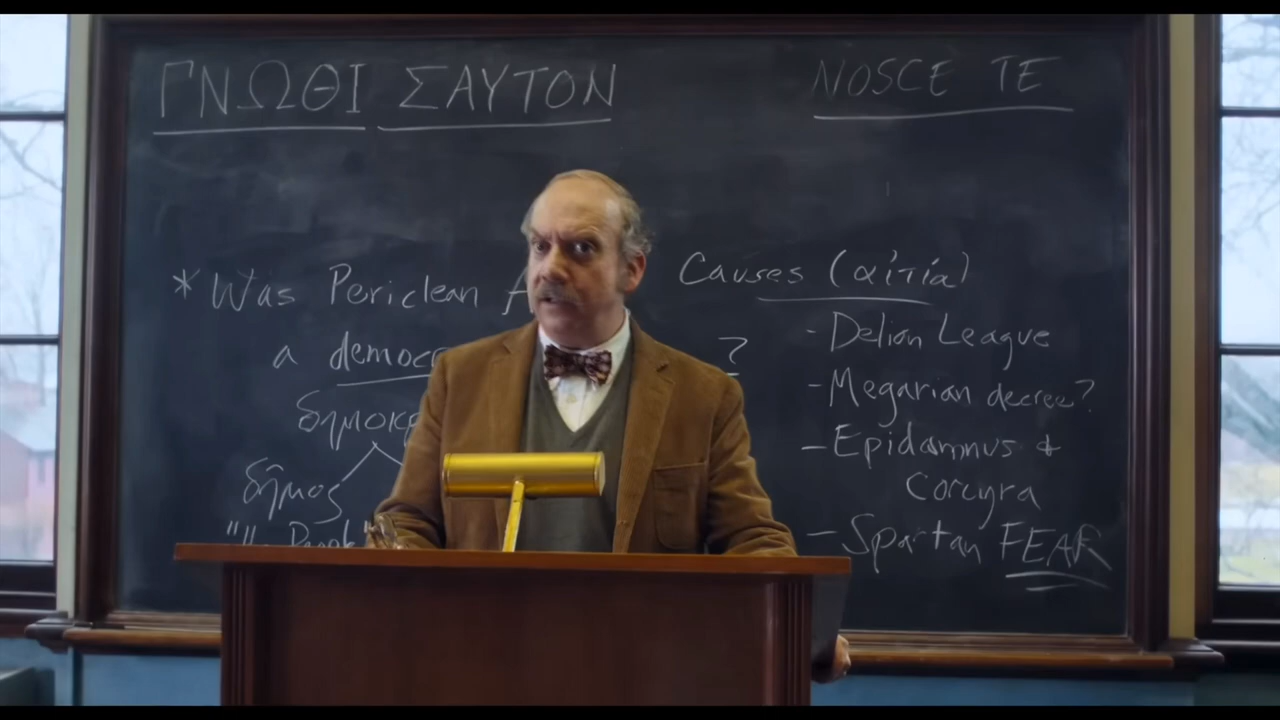 ΓΝΩΘΙ ΣΑΥΤΟΝ
NOSCE TE
* Was Periclean
a democ
?
δημοκρ
δῆμος
Causes (αἰτία)
- Delian League
- Megarian decree?
- Epidamnus &
Corcyra
- Spartan FEAR